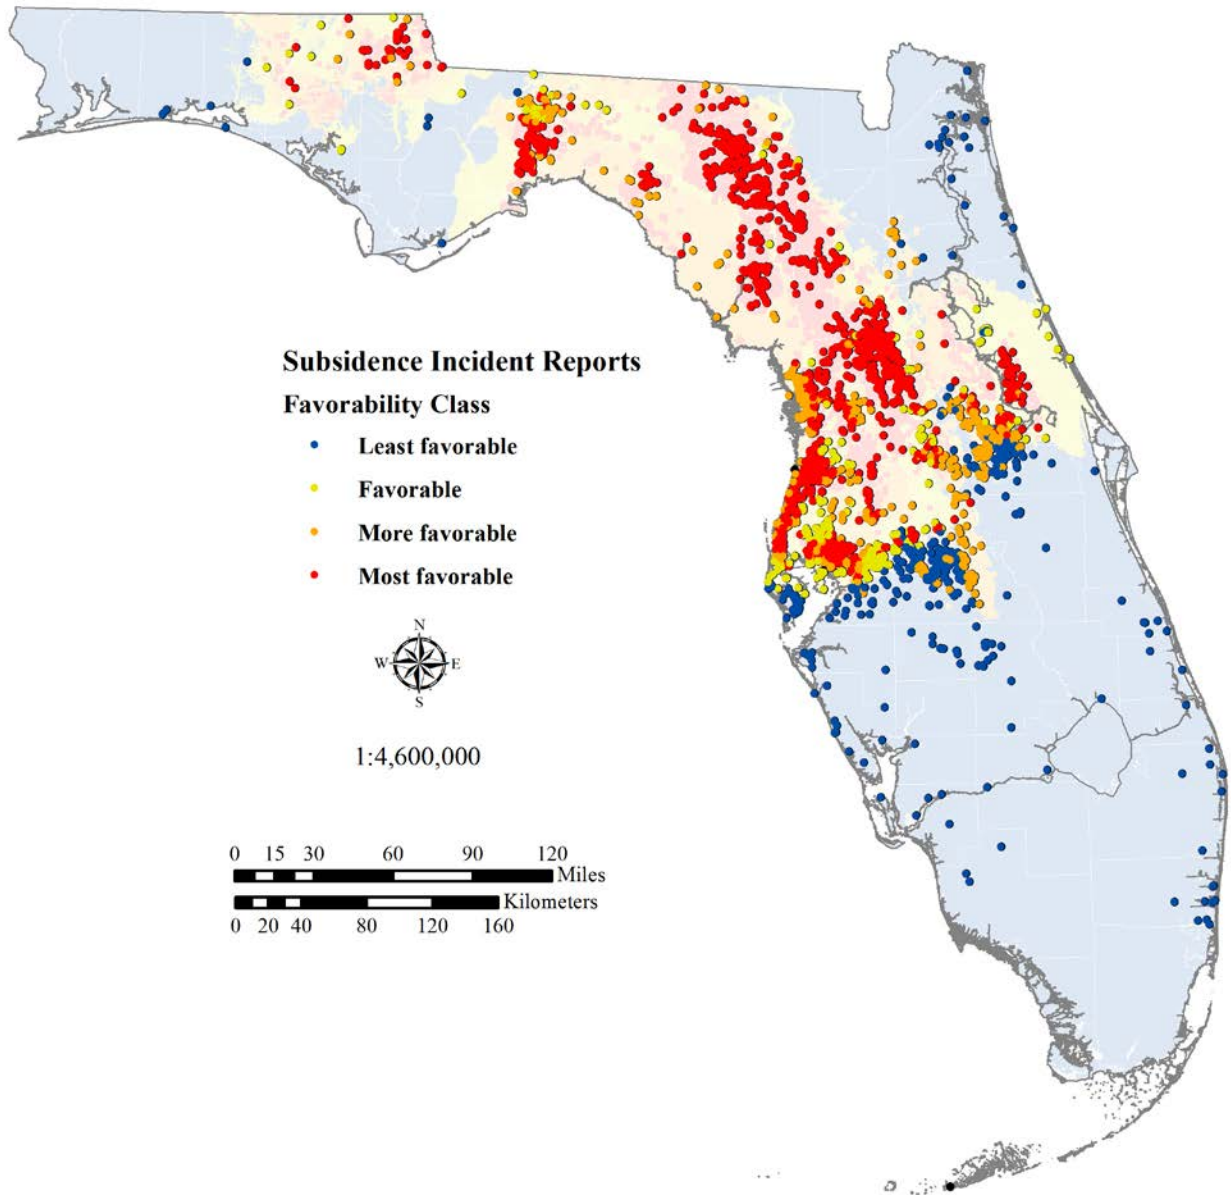 Subsidence Incident Reports
Favorability Class
Least favorable
Favorable
More favorable
Most favorable
N
W E
S
1:4,600,000
0 15 30 60 90 120
Miles
Kilometers
0 20 40 80 120 160